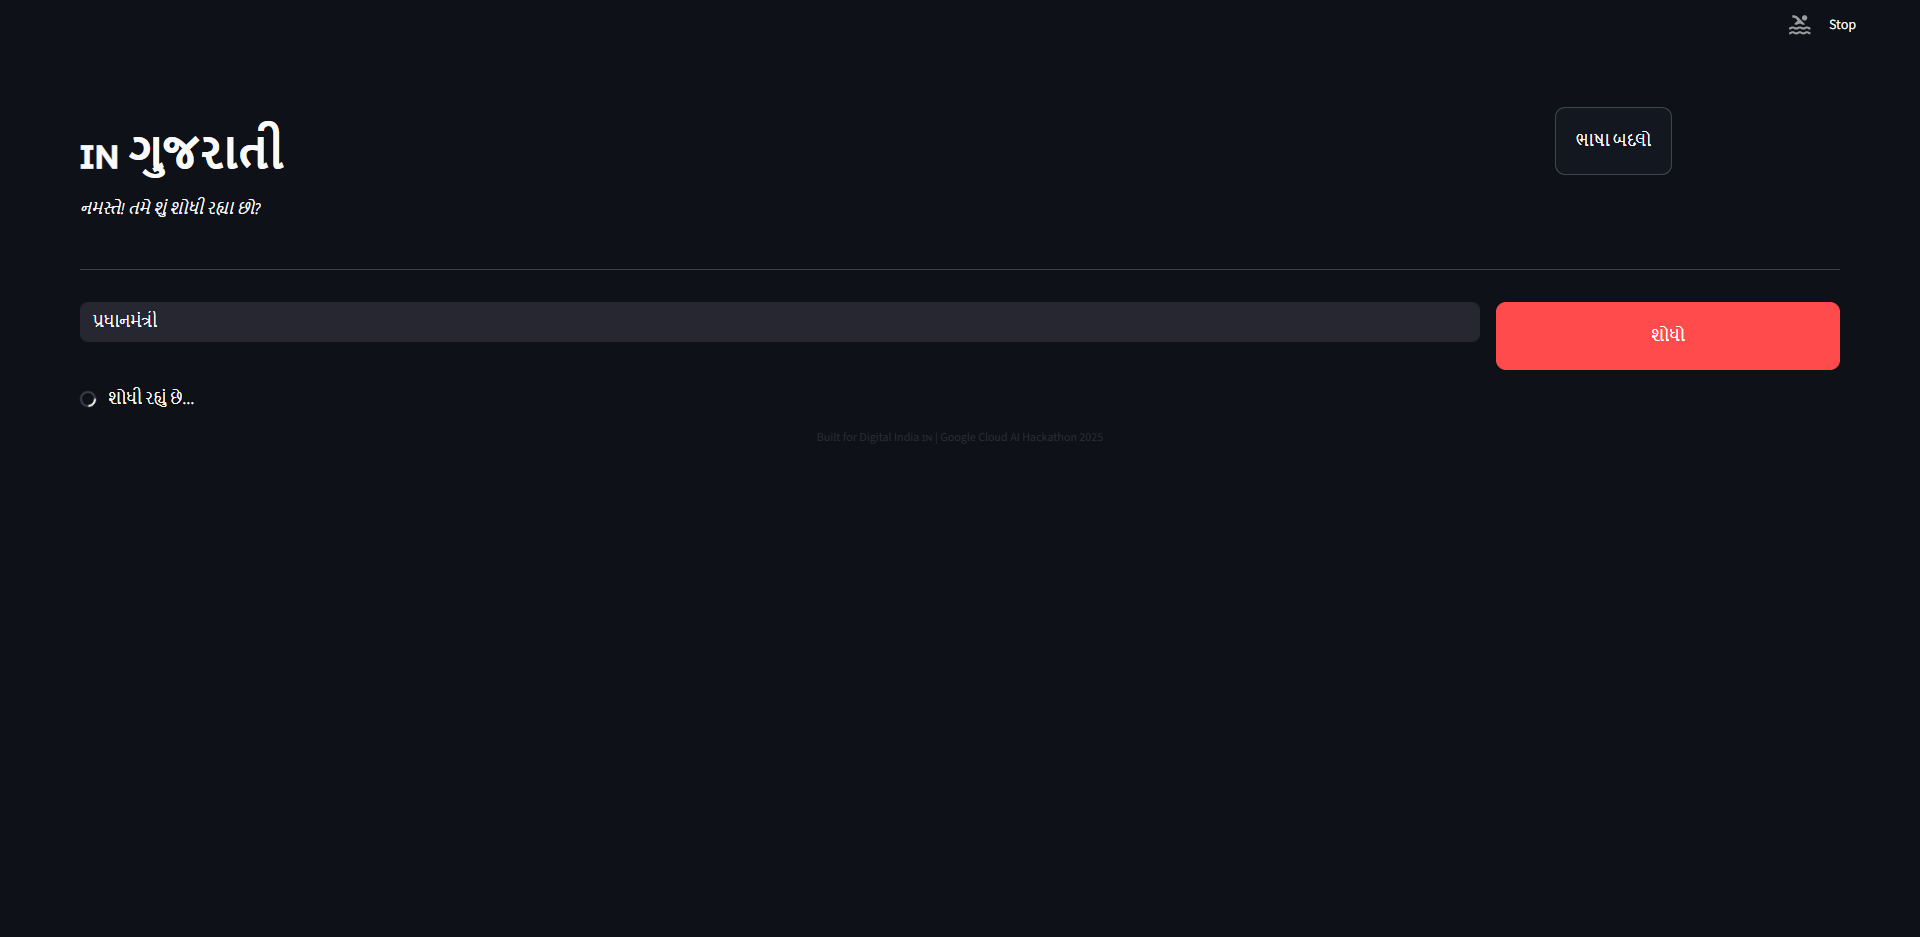 Stop
IN ગુજરાતી
ભાષા બદલો
નમસ્તે! તમે શું શોધી રહ્યા છો?
પ્રધાનમંત્રી
શોધો
શોધી રહ્યું છે...
Built for Digital India IN | Google Cloud AI Hackathon 2025